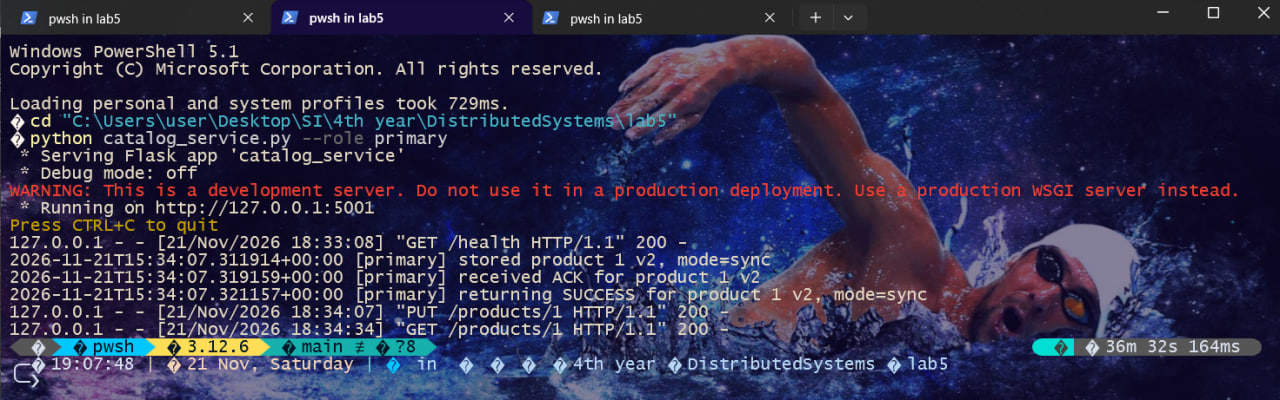 pwsh in lab5
pwsh in lab5
pwsh in lab5
Windows PowerShell 5.1
Copyright (C) Microsoft Corporation. All rights reserved.
Loading personal and system profiles took 729ms.
� cd "C:\Users\user\Desktop\SI\4th year\DistributedSystems\lab5"
� python catalog_service.py --role primary
 * Serving Flask app 'catalog_service'
 * Debug mode: off
WARNING: This is a development server. Do not use it in a production deployment. Use a production WSGI server instead.
 * Running on http://127.0.0.1:5001
Press CTRL+C to quit
127.0.0.1 - - [21/Nov/2026 18:33:08] "GET /health HTTP/1.1" 200 -
2026-11-21T15:34:07.311914+00:00 [primary] stored product 1 v2, mode=sync
2026-11-21T15:34:07.319159+00:00 [primary] received ACK for product 1 v2
2026-11-21T15:34:07.321157+00:00 [primary] returning SUCCESS for product 1 v2, mode=sync
127.0.0.1 - - [21/Nov/2026 18:34:07] "PUT /products/1 HTTP/1.1" 200 -
127.0.0.1 - - [21/Nov/2026 18:34:34] "GET /products/1 HTTP/1.1" 200 -
� � pwsh � 3.12.6 � main ≢ � ?8 � � 36m 32s 164ms
� 19:07:48 | � 21 Nov, Saturday | � in � � � � 4th year � DistributedSystems � lab5